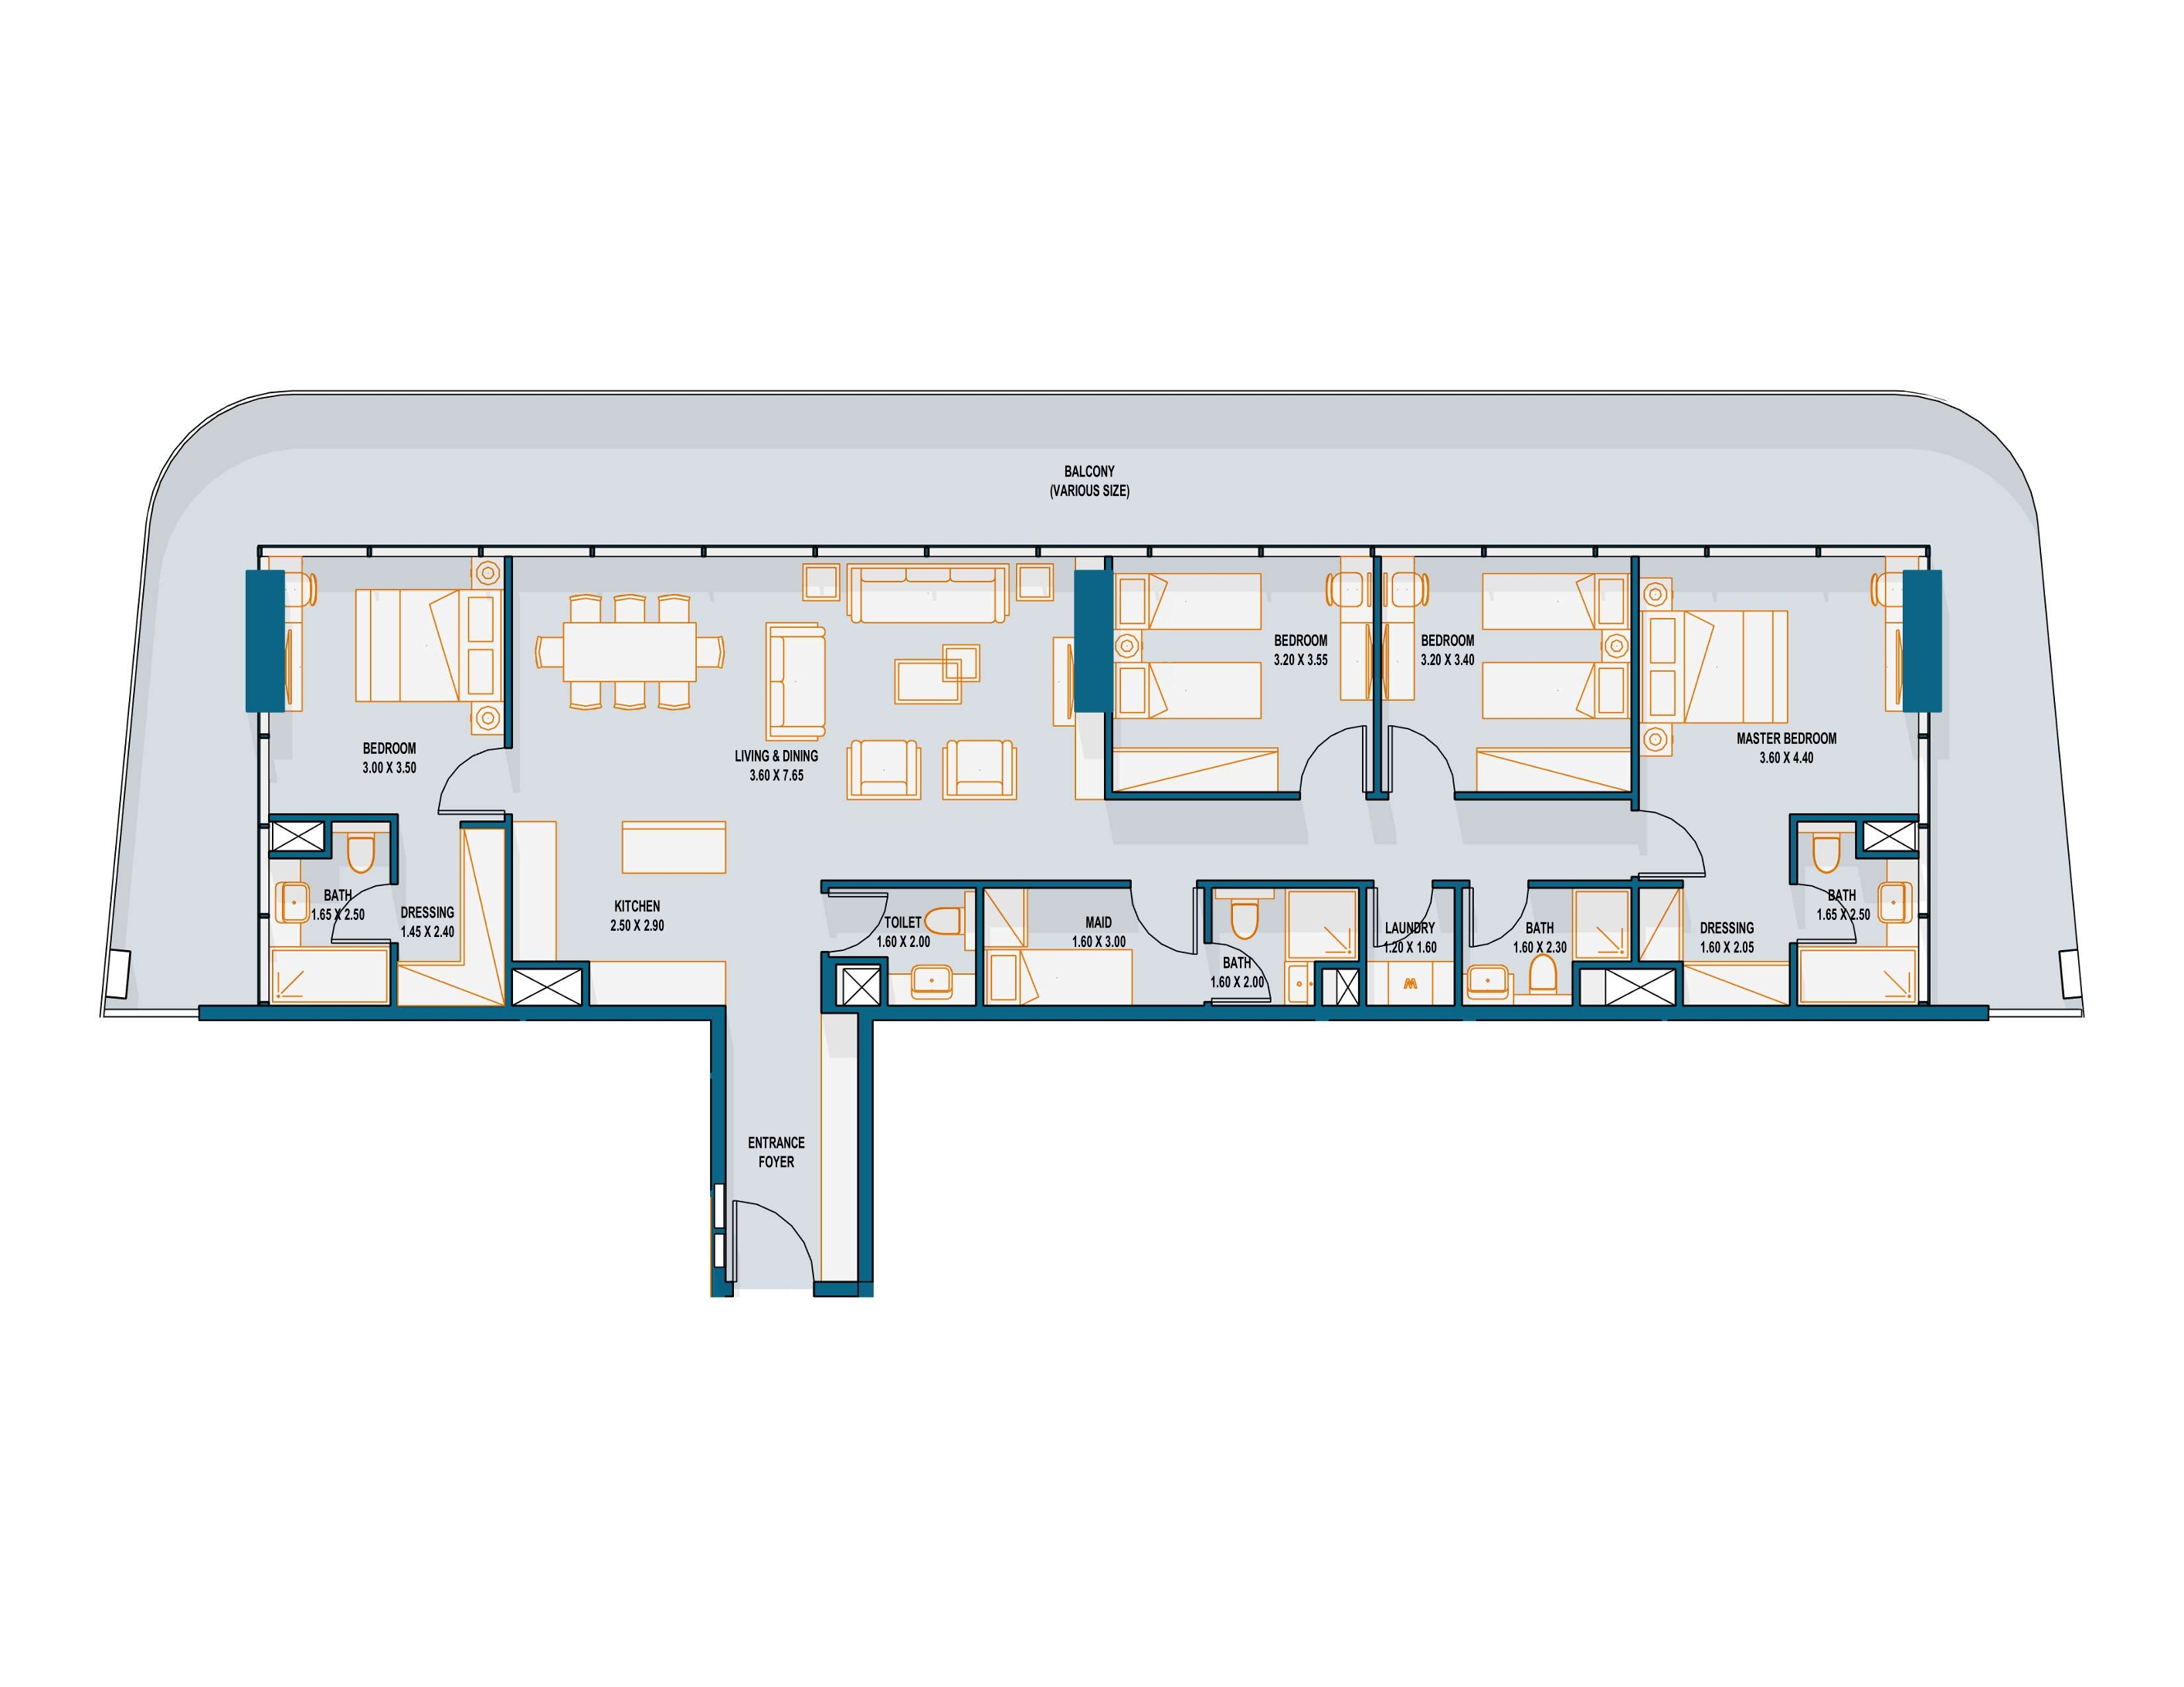 BALCONY
(VARIOUS SIZE)
BEDROOM
3.20 X 3.55
BEDROOM
3.20 X 3.40
MASTER BEDROOM
3.60 X 4.40
BEDROOM
3.00 X 3.50
LIVING & DINING
3.60 X 7.65
BATH
1.65 X 2.50
DRESSING
1.45 X 2.40
KITCHEN
2.50 X 2.90
TOILET
1.60 X 2.00
MAID
1.60 X 3.00
BATH
1.60 X 2.00
LAUNDRY
1.20 X 1.60
BATH
1.60 X 2.30
DRESSING
1.60 X 2.05
BATH
1.65 X 2.50
ENTRANCE
FOYER